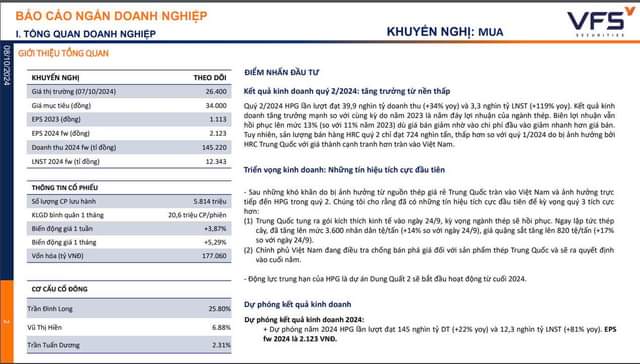 BÁO CÁO NGẮN DOANH NGHIỆP
I. TỔNG QUAN DOANH NGHIỆP
KHUYẾN NGHỊ: MUA
VFS
SECURITIES
08/10/2024
GIỚI THIỆU TỔNG QUAN
KHUYẾN NGHỊ THEO DÕI
Giá thị trường (07/10/2024) 26.400
Giá mục tiêu (đồng) 34.000
EPS 2023 (đồng) 1.113
EPS 2024 fw (đồng) 2.123
Doanh thu 2024 fw (tỉ đồng) 145.220
LNST 2024 fw (tỉ đồng) 12.343
THÔNG TIN CỔ PHIẾU
Số lượng CP lưu hành 5.814 triệu
KLGD bình quân 1 tháng 20,6 triệu CP/phiên
Biến động giá 1 tuần +3,87%
Biến động giá 1 tháng +5,29%
Vốn hóa (tỷ VNĐ) 177.060
CƠ CẤU CỔ ĐÔNG
Trần Đình Long 25.80%
Vũ Thị Hiền 6.88%
Trần Tuấn Dương 2.31%
2
ĐIỂM NHẤN ĐẦU TƯ
Kết quả kinh doanh quý 2/2024: tăng trưởng từ nền thấp
Quý 2/2024 HPG lần lượt đạt 39,9 nghìn tỷ doanh thu (+34% yoy) và 3,3 nghìn tỷ LNST (+119% yoy). Kết quả kinh
doanh tăng trưởng mạnh so với cùng kỳ do năm 2023 là năm đáy lợi nhuận của ngành thép. Biên lợi nhuận vẫn
hồi phục lên mức 13% (so với 11% năm 2023) dù giá bán giảm nhờ vào chi phí đầu vào giảm nhanh hơn giá bán.
Tuy nhiên, sản lượng bán hàng HRC quý 2 chỉ đạt 724 nghìn tấn, thấp hơn so với quý 1/2024 do bị ảnh hưởng bởi
HRC Trung Quốc với giá thành cạnh tranh hơn tràn vào Việt Nam.
Triển vọng kinh doanh: Những tín hiệu tích cực đầu tiên
- Sau những khó khăn do bị ảnh hưởng từ nguồn thép giá rẻ Trung Quốc tràn vào Việt Nam và ảnh hưởng trực
tiếp đến HPG trong quý 2. Chúng tôi cho rằng đã có những tín hiệu tích cực đầu tiên để kỳ vọng quý 3 tích cực
hơn:
(1) Trung Quốc tung ra gói kích thích kinh tế vào ngày 24/9, kỳ vọng ngành thép sẽ hồi phục. Ngay lập tức thép
cây, đã tăng lên mức 3.600 nhân dân tệ/tấn (+14% so với ngày 24/9), giá quặng sắt tăng lên 820 tệ/tấn (+17%
so với ngày 24/9).
(2) Chính phủ Việt Nam đang điều tra chống bán phá giá đối với sản phẩm thép Trung Quốc và sẽ ra quyết định
vào cuối năm.
- Động lực trung hạn của HPG là dự án Dung Quất 2 sẽ bắt đầu hoạt động từ cuối 2024.
Dự phóng kết quả kinh doanh
Dự phóng kết quả kinh doanh 2024:
+ Dự phóng năm 2024 HPG lần lượt đạt 145 nghìn tỷ DT (+22% yoy) và 12,3 nghìn tỷ LNST (+81% yoy). EPS
fw 2024 là 2.123 VNĐ.